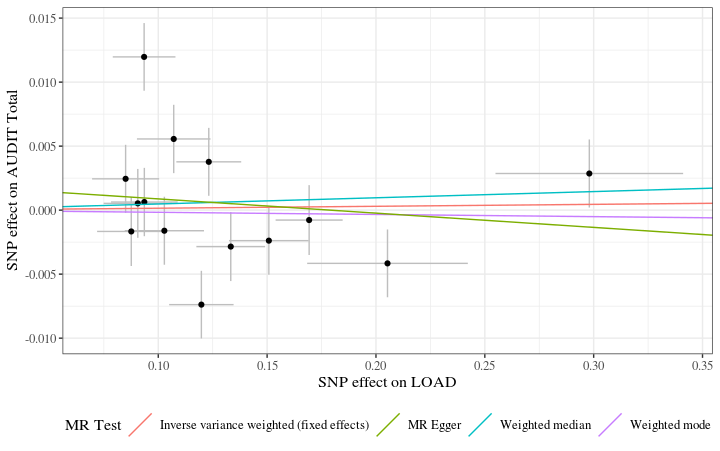 0.015
0.010
0.005
0.000
-0.005
-0.010
SNP effect on AUDIT Total
0.10 0.15 0.20 0.25 0.30 0.35
SNP effect on LOAD
MR Test Inverse variance weighted (fixed effects) MR Egger Weighted median Weighted mode